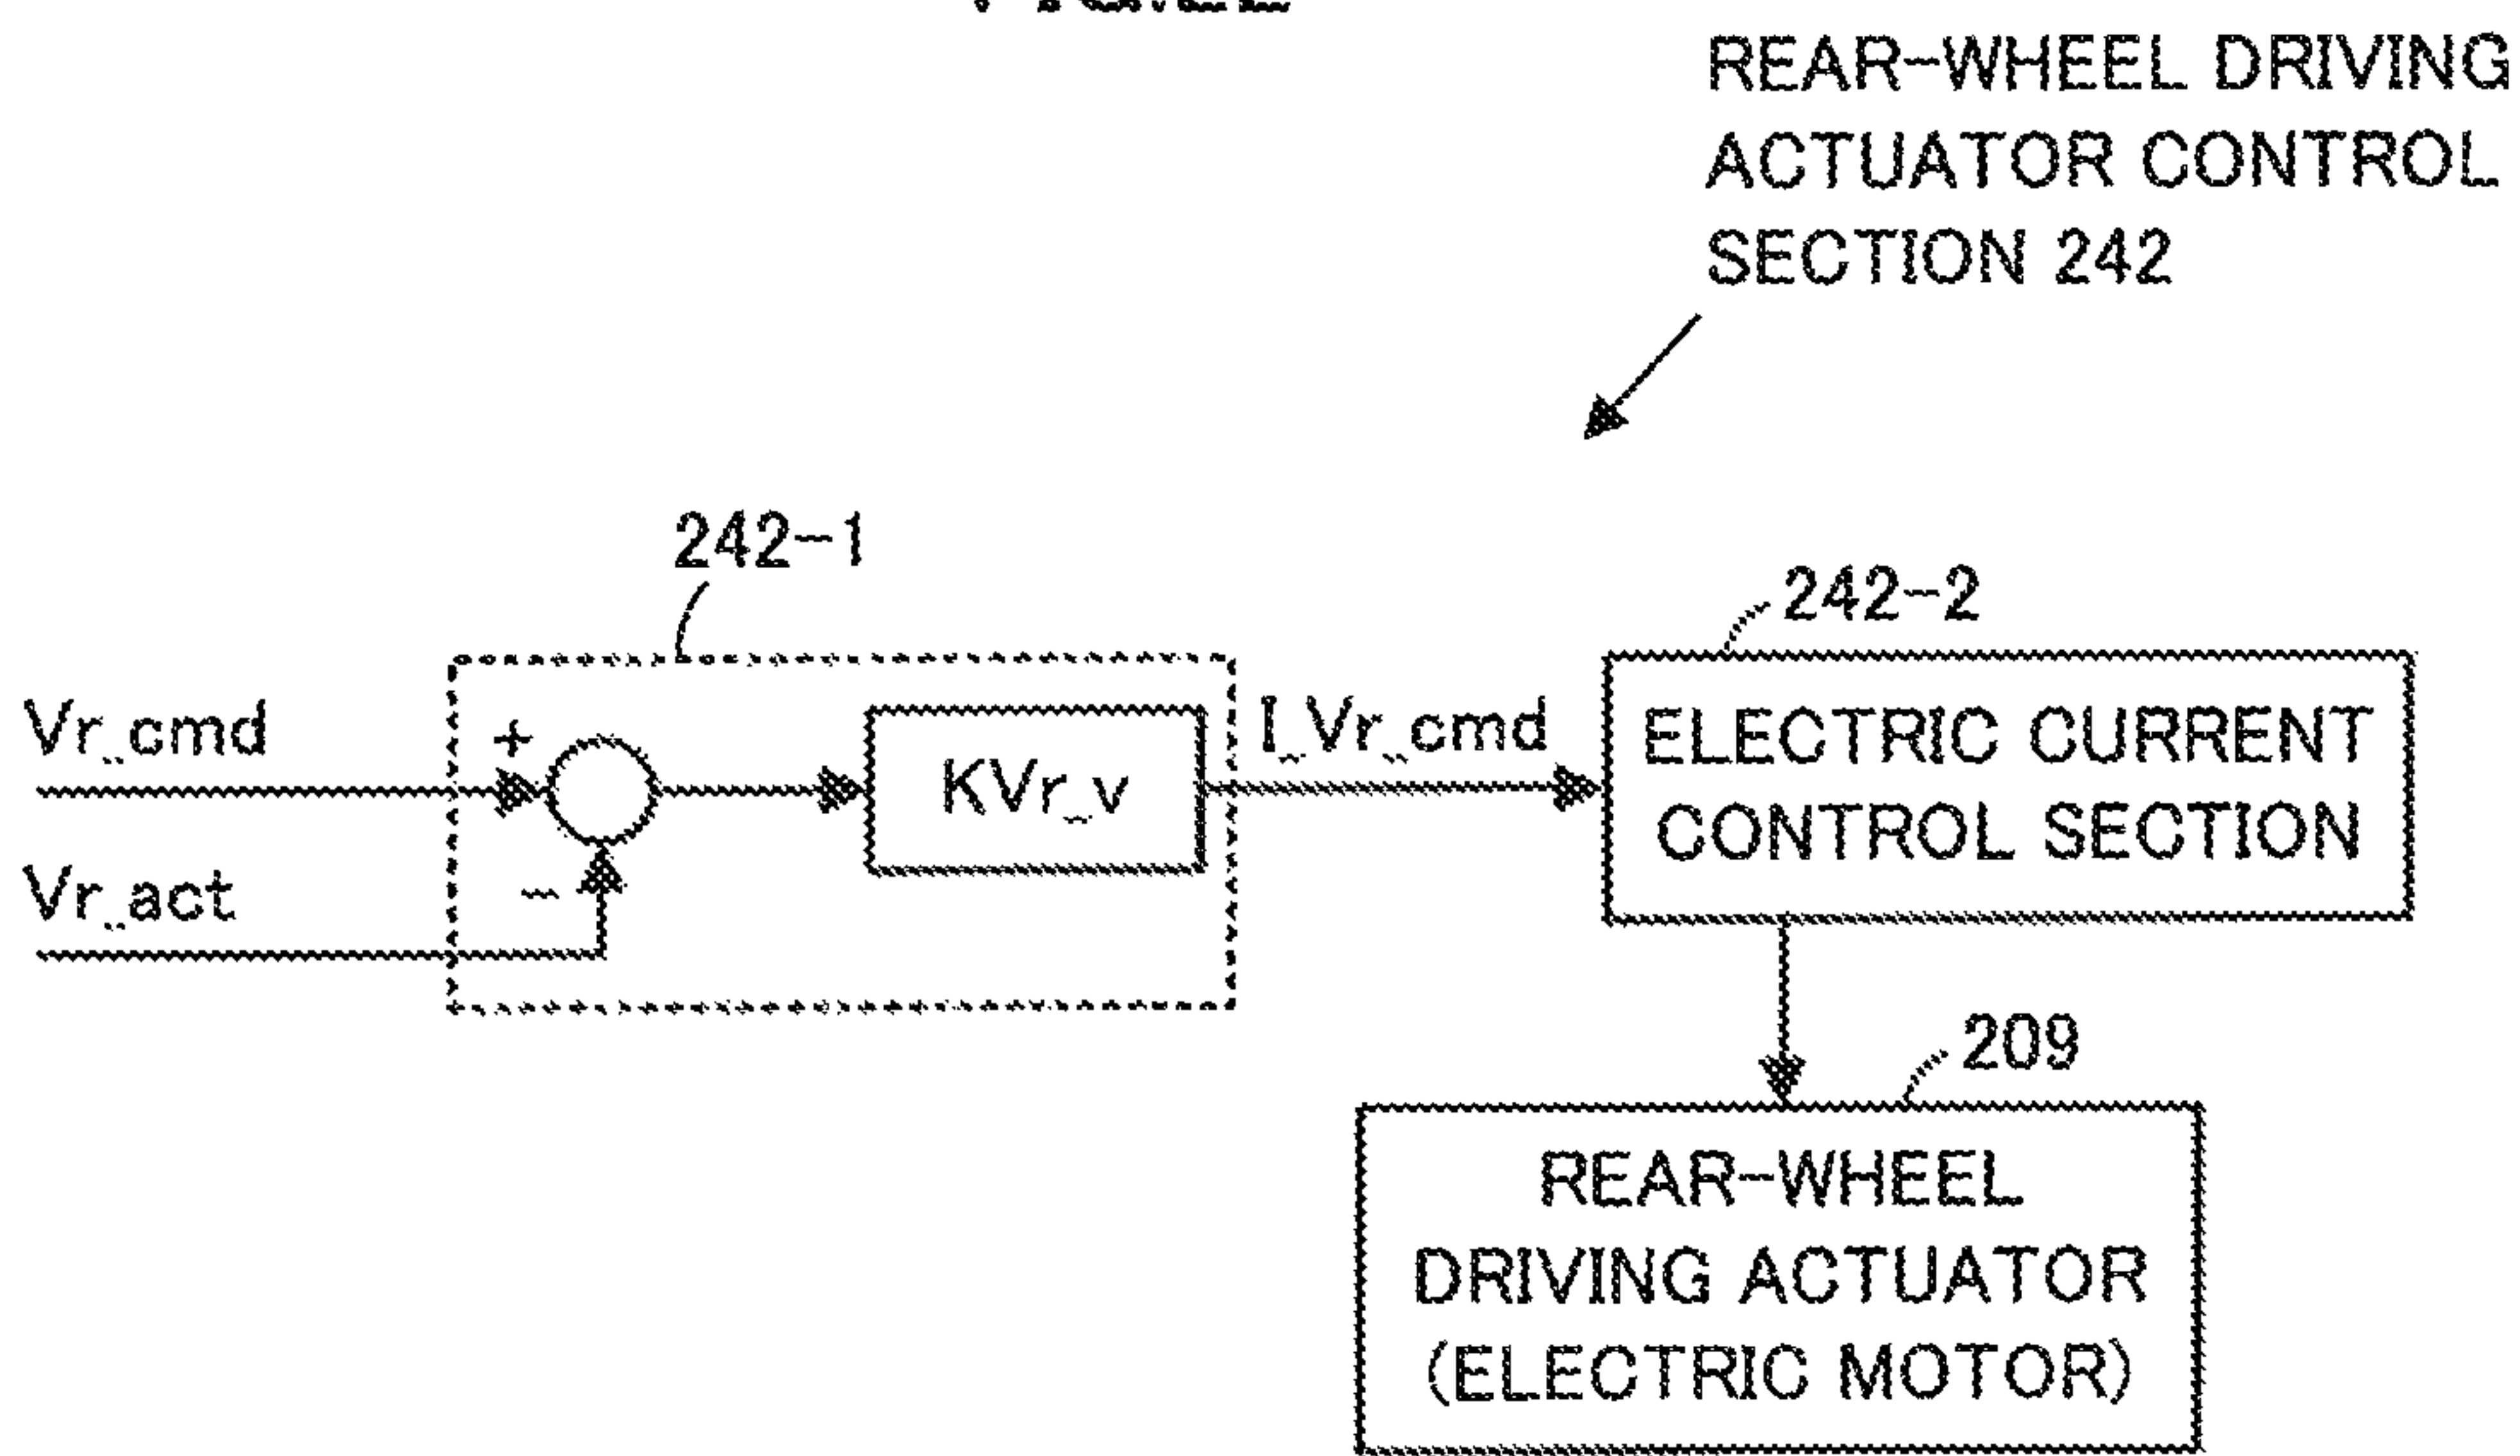 REAR-WHEEL DRIVING
ACTUATOR CONTROL
SECTION 242
242-1
242-2
Vr_cmd
+
KVr_v
I_Vr_cmd
ELECTRIC CURRENT
CONTROL SECTION
Vr_act
-
209
REAR-WHEEL
DRIVING ACTUATOR
(ELECTRIC MOTOR)